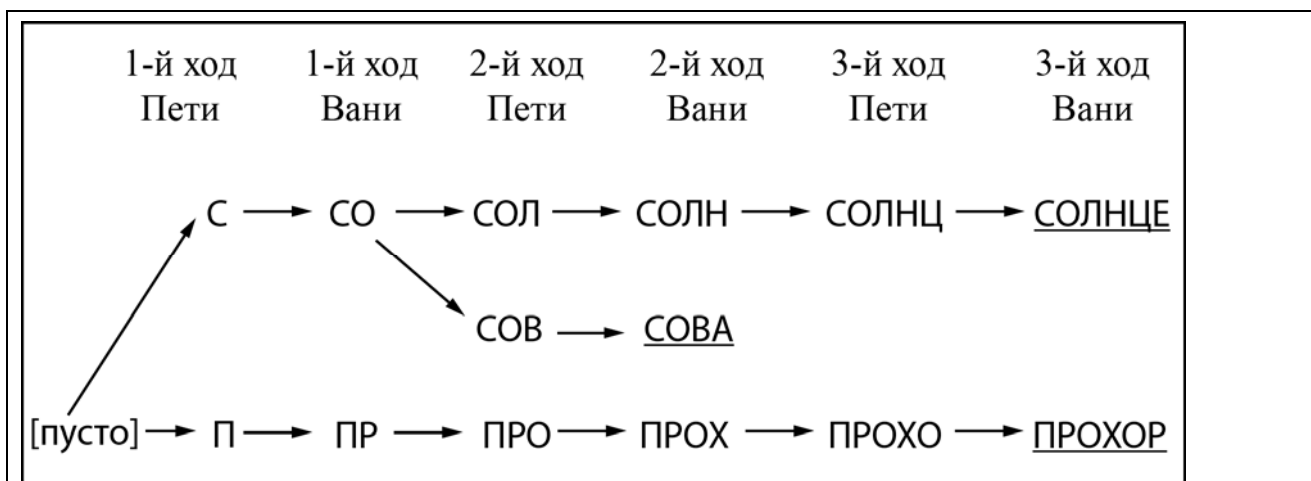 1-й ход 1-й ход 2-й ход 2-й ход 3-й ход 3-й ход
Пети Вани Пети Вани Пети Вани
С СО СОЛ СОЛН СОЛНЦ СОЛНЦЕ
СОВ СОВА
[пусто] П ПР ПРО ПРОХ ПРОХО ПРОХОР